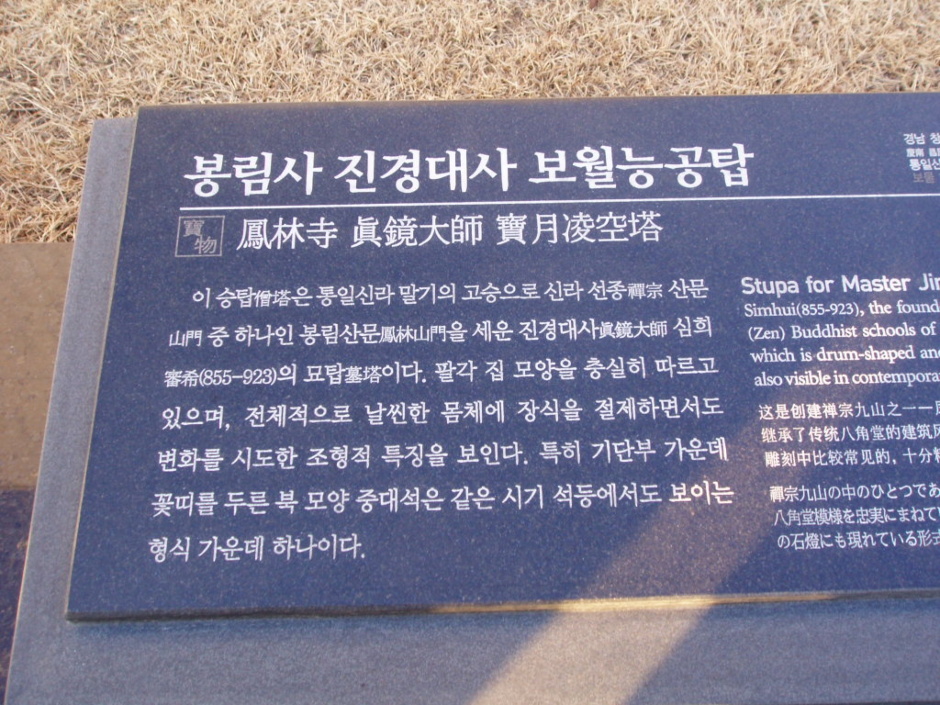 봉림사 진경대사 보월능공탑
寶物 鳳林寺 眞鏡大師 寶月凌空塔
이 승탑僧塔은 통일신라 말기의 고승으로 신라 선종禪宗 산문
山門 중 하나인 봉림산문鳳林山門을 세운 진경대사眞鏡大師 심희
審希(855-923)의 묘탑墓塔이다. 팔각 집 모양을 충실히 따르고
있으며, 전체적으로 날씬한 몸체에 장식을 절제하면서도
변화를 시도한 조형적 특징을 보인다. 특히 기단부 가운데
꽃띠를 두른 북 모양 중대석은 같은 시기 석등에서도 보이는
형식 가운데 하나이다.
경남 창
통일신
보물
Stupa for Master Jin
Simhui(855-923), the found
(Zen) Buddhist schools of
which is drum-shaped and
also visible in contempora
这是创建禅宗九山之一一
继承了传统八角堂的建筑风
雕刻中比较常见的, 十分精
禪宗九山の中のひとつであ
八角堂模様を忠実にまねて
の石燈にも現れている形式